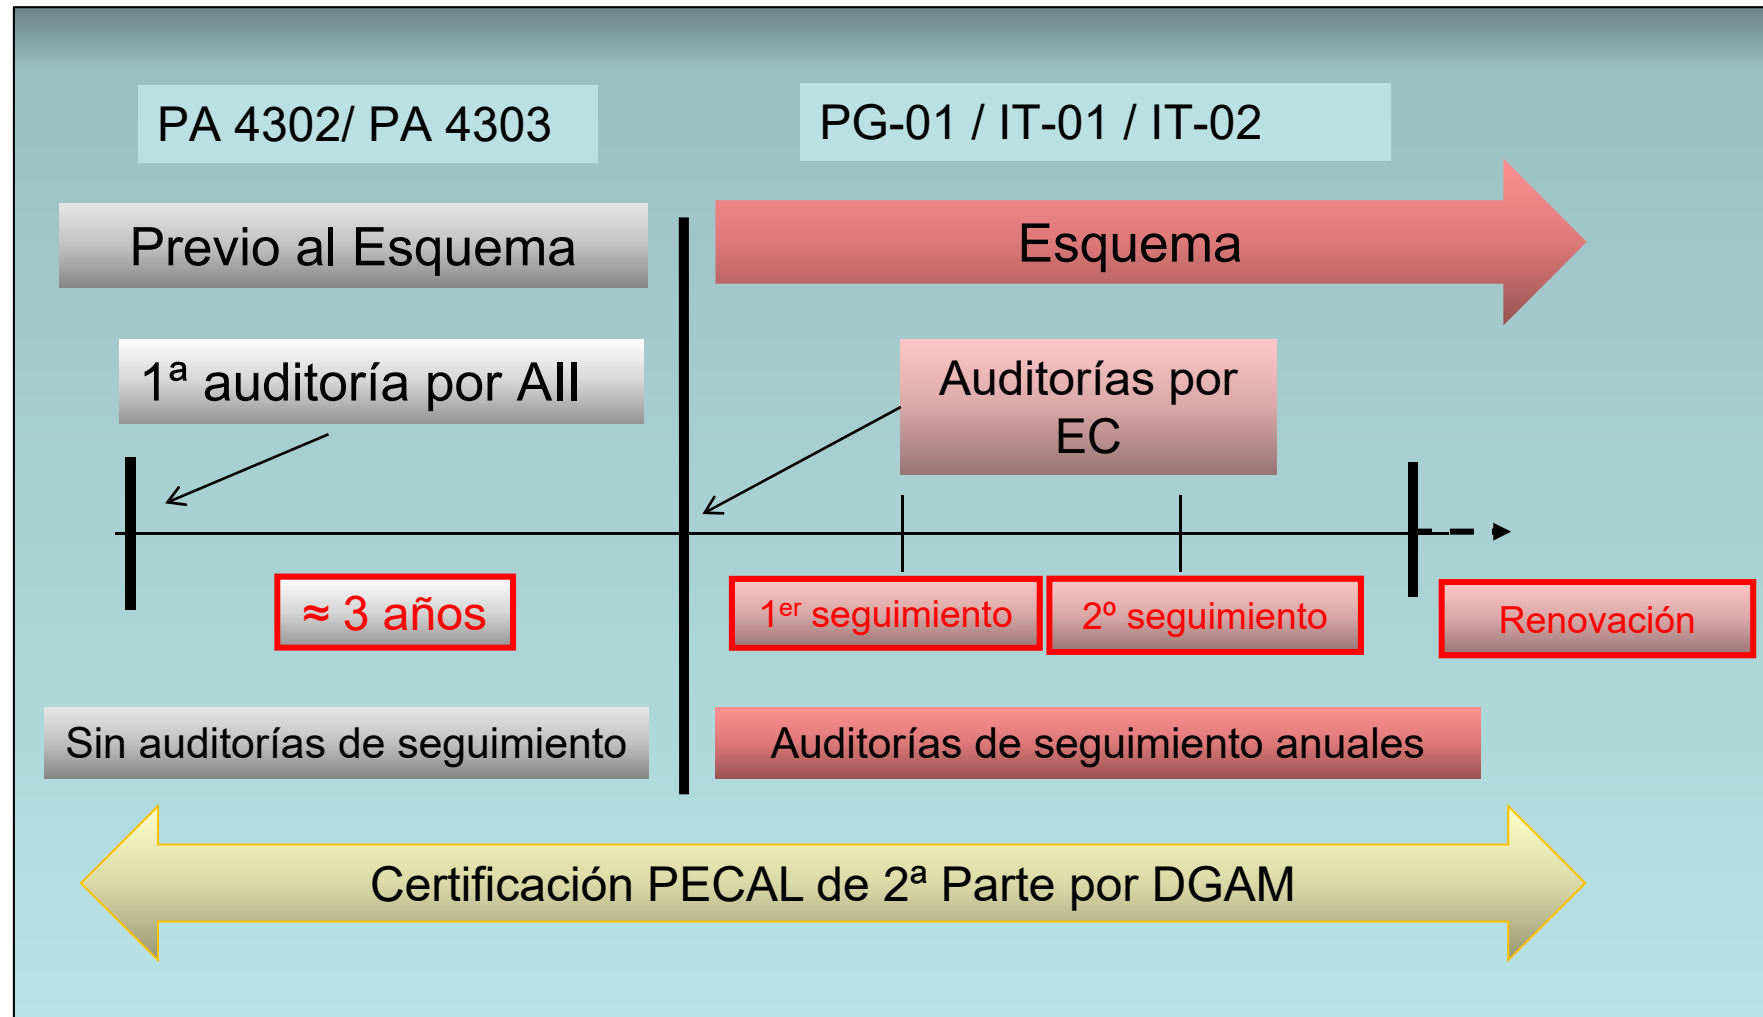 PA 4302/ PA 4303
PG-01 / IT-01 / IT-02
Previo al Esquema
Esquema
1ª auditoría por AII
Auditorías por
EC
≈ 3 años
1er seguimiento
2º seguimiento
Renovación
Sin auditorías de seguimiento
Auditorías de seguimiento anuales
Certificación PECAL de 2ª Parte por DGAM